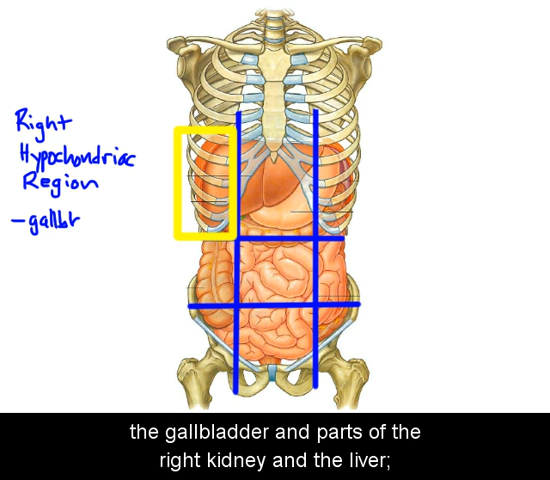 Right
Hypochondriac
Region
- gallbl
the gallbladder and parts of the
right kidney and the liver;